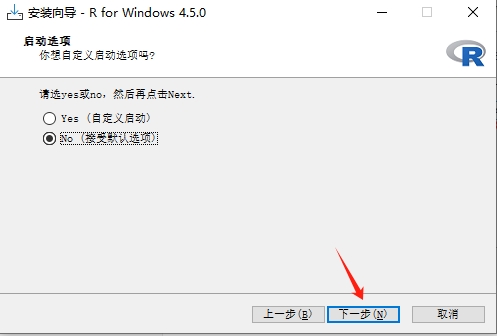 安装向导 - R for Windows 4.5.0
启动选项
你想自定义启动选项吗?
R
请选yes或no，然后再点击Next.
Yes (自定义启动)
No (接受默认选项)
上一步(B) 下一步(N) 取消